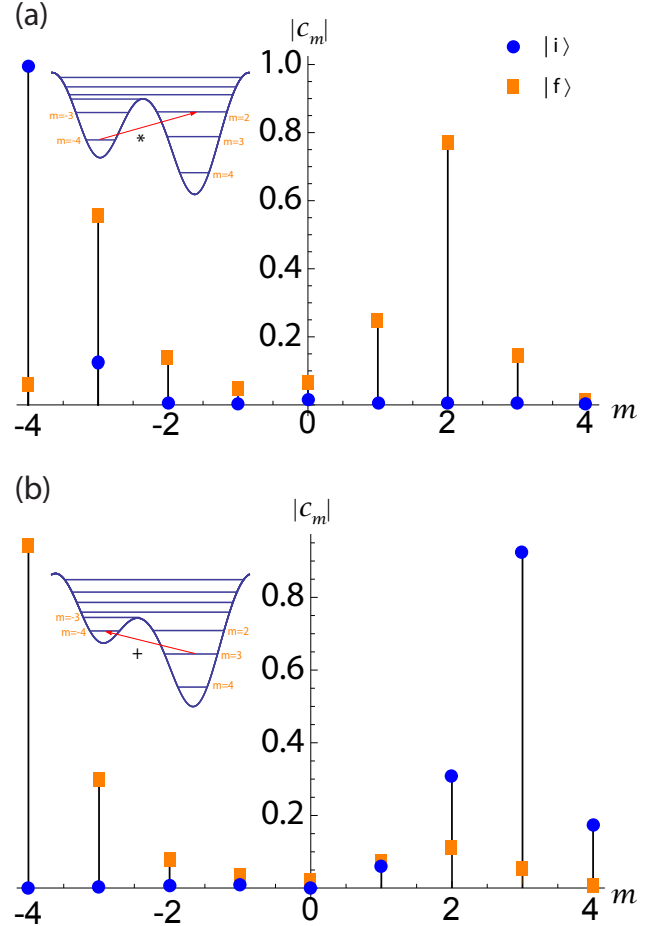 (a)
|c_m|
|i⟩
|f⟩
1.0
0.8
0.6
0.4
0.2
m=-3
m=2
m=-4
*
m=3
m=4
-4 -2 0 2 4 m
(b)
|c_m|
0.8
0.6
0.4
0.2
m=-3
m=-4
m=2
+
m=3
m=4
-4 -2 0 2 4 m